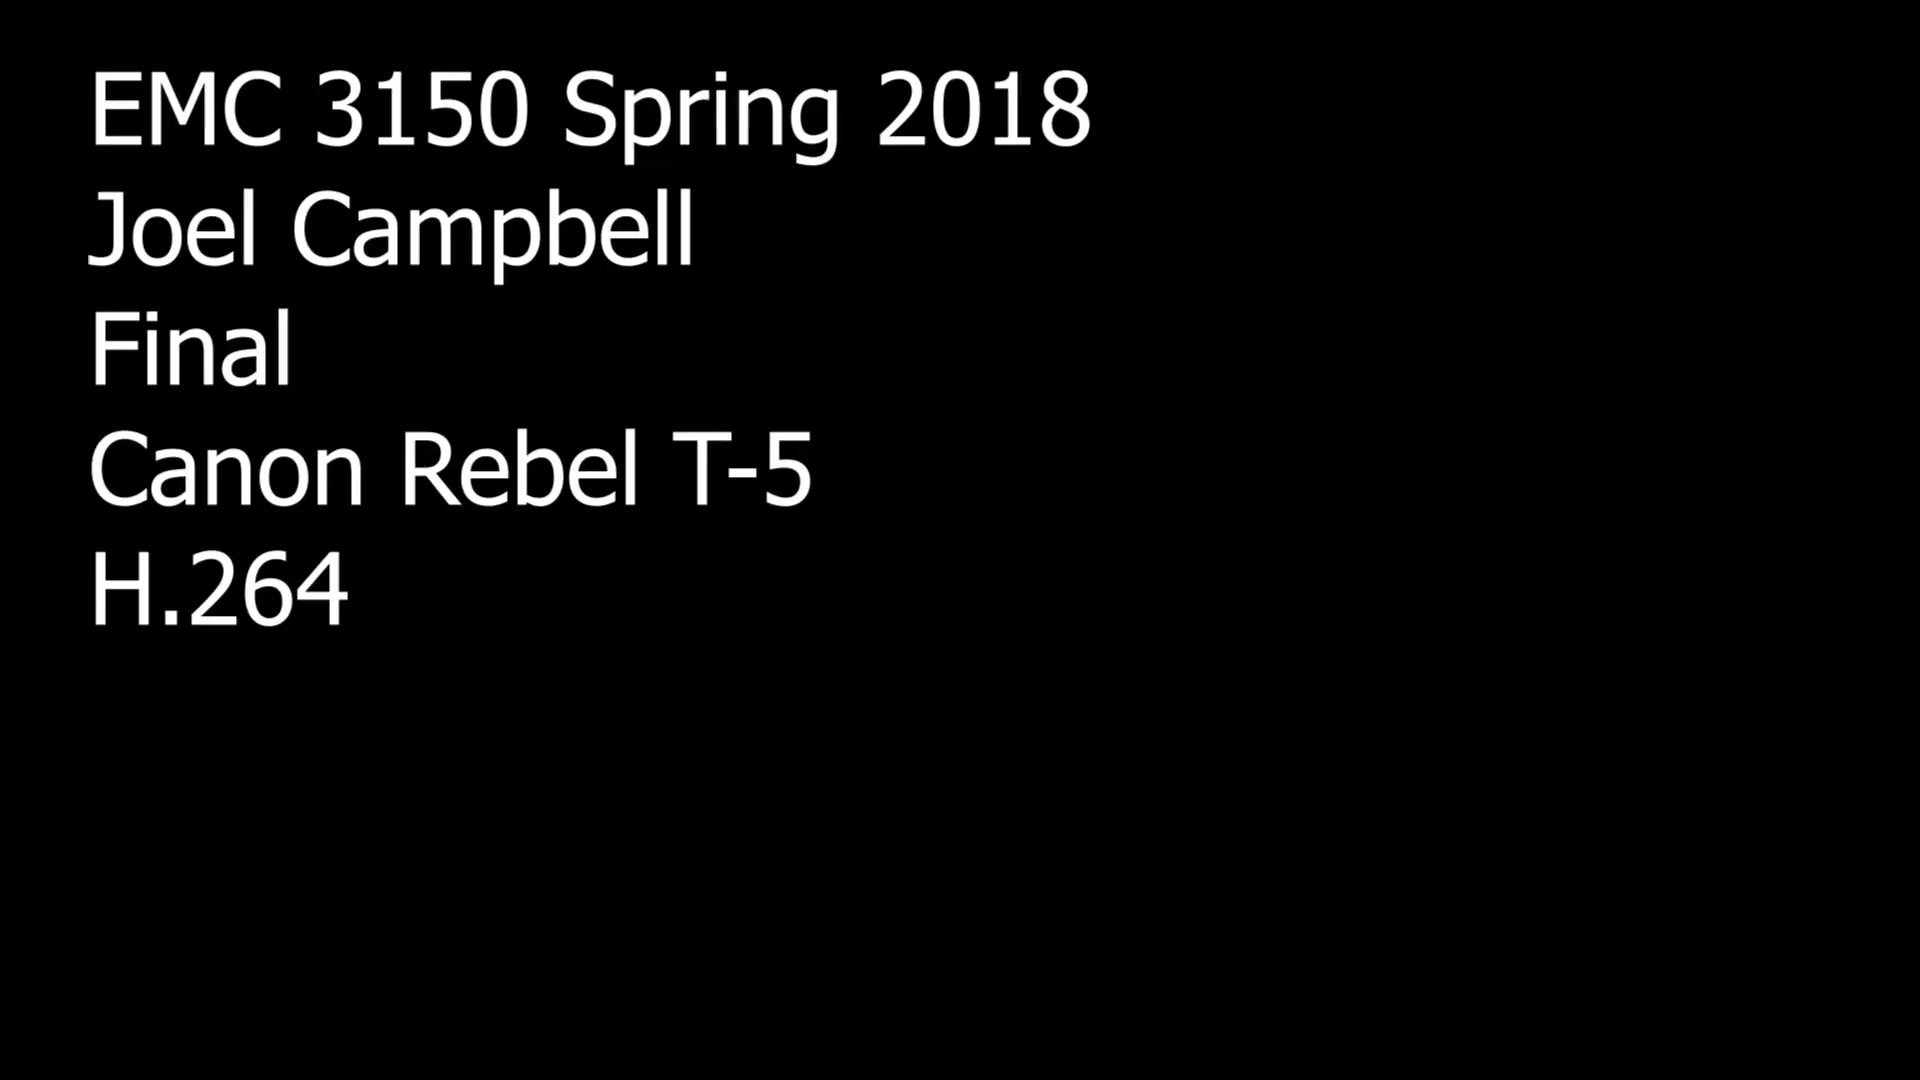 EMC 3150 Spring 2018
Joel Campbell
Final
Canon Rebel T-5
H.264